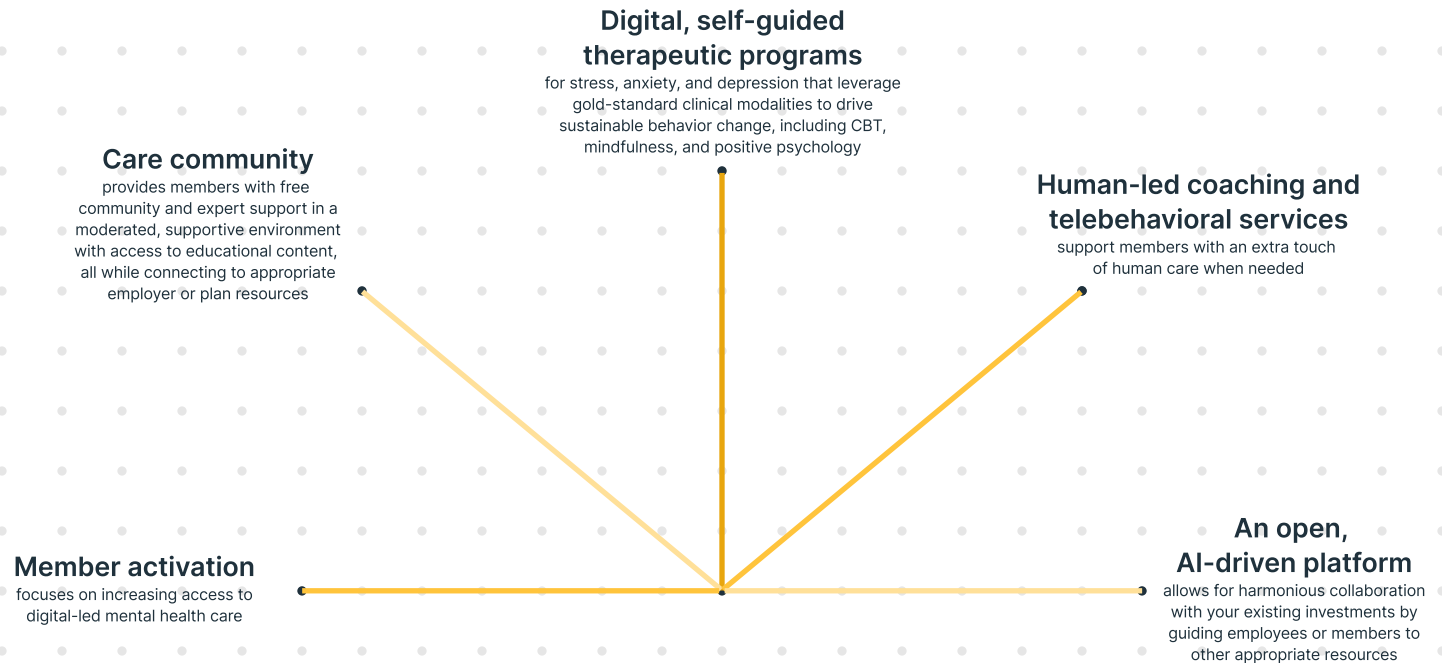 Digital, self-guided
therapeutic programs
for stress, anxiety, and depression that leverage
gold-standard clinical modalities to drive
sustainable behavior change, including CBT,
mindfulness, and positive psychology
Care community
provides members with free
community and expert support in a
moderated, supportive environment
with access to educational content,
all while connecting to appropriate
employer or plan resources
Human-led coaching and
telebehavioral services
support members with an extra touch
of human care when needed
Member activation
focuses on increasing access to
digital-led mental health care
An open,
AI-driven platform
allows for harmonious collaboration
with your existing investments by
guiding employees or members to
other appropriate resources